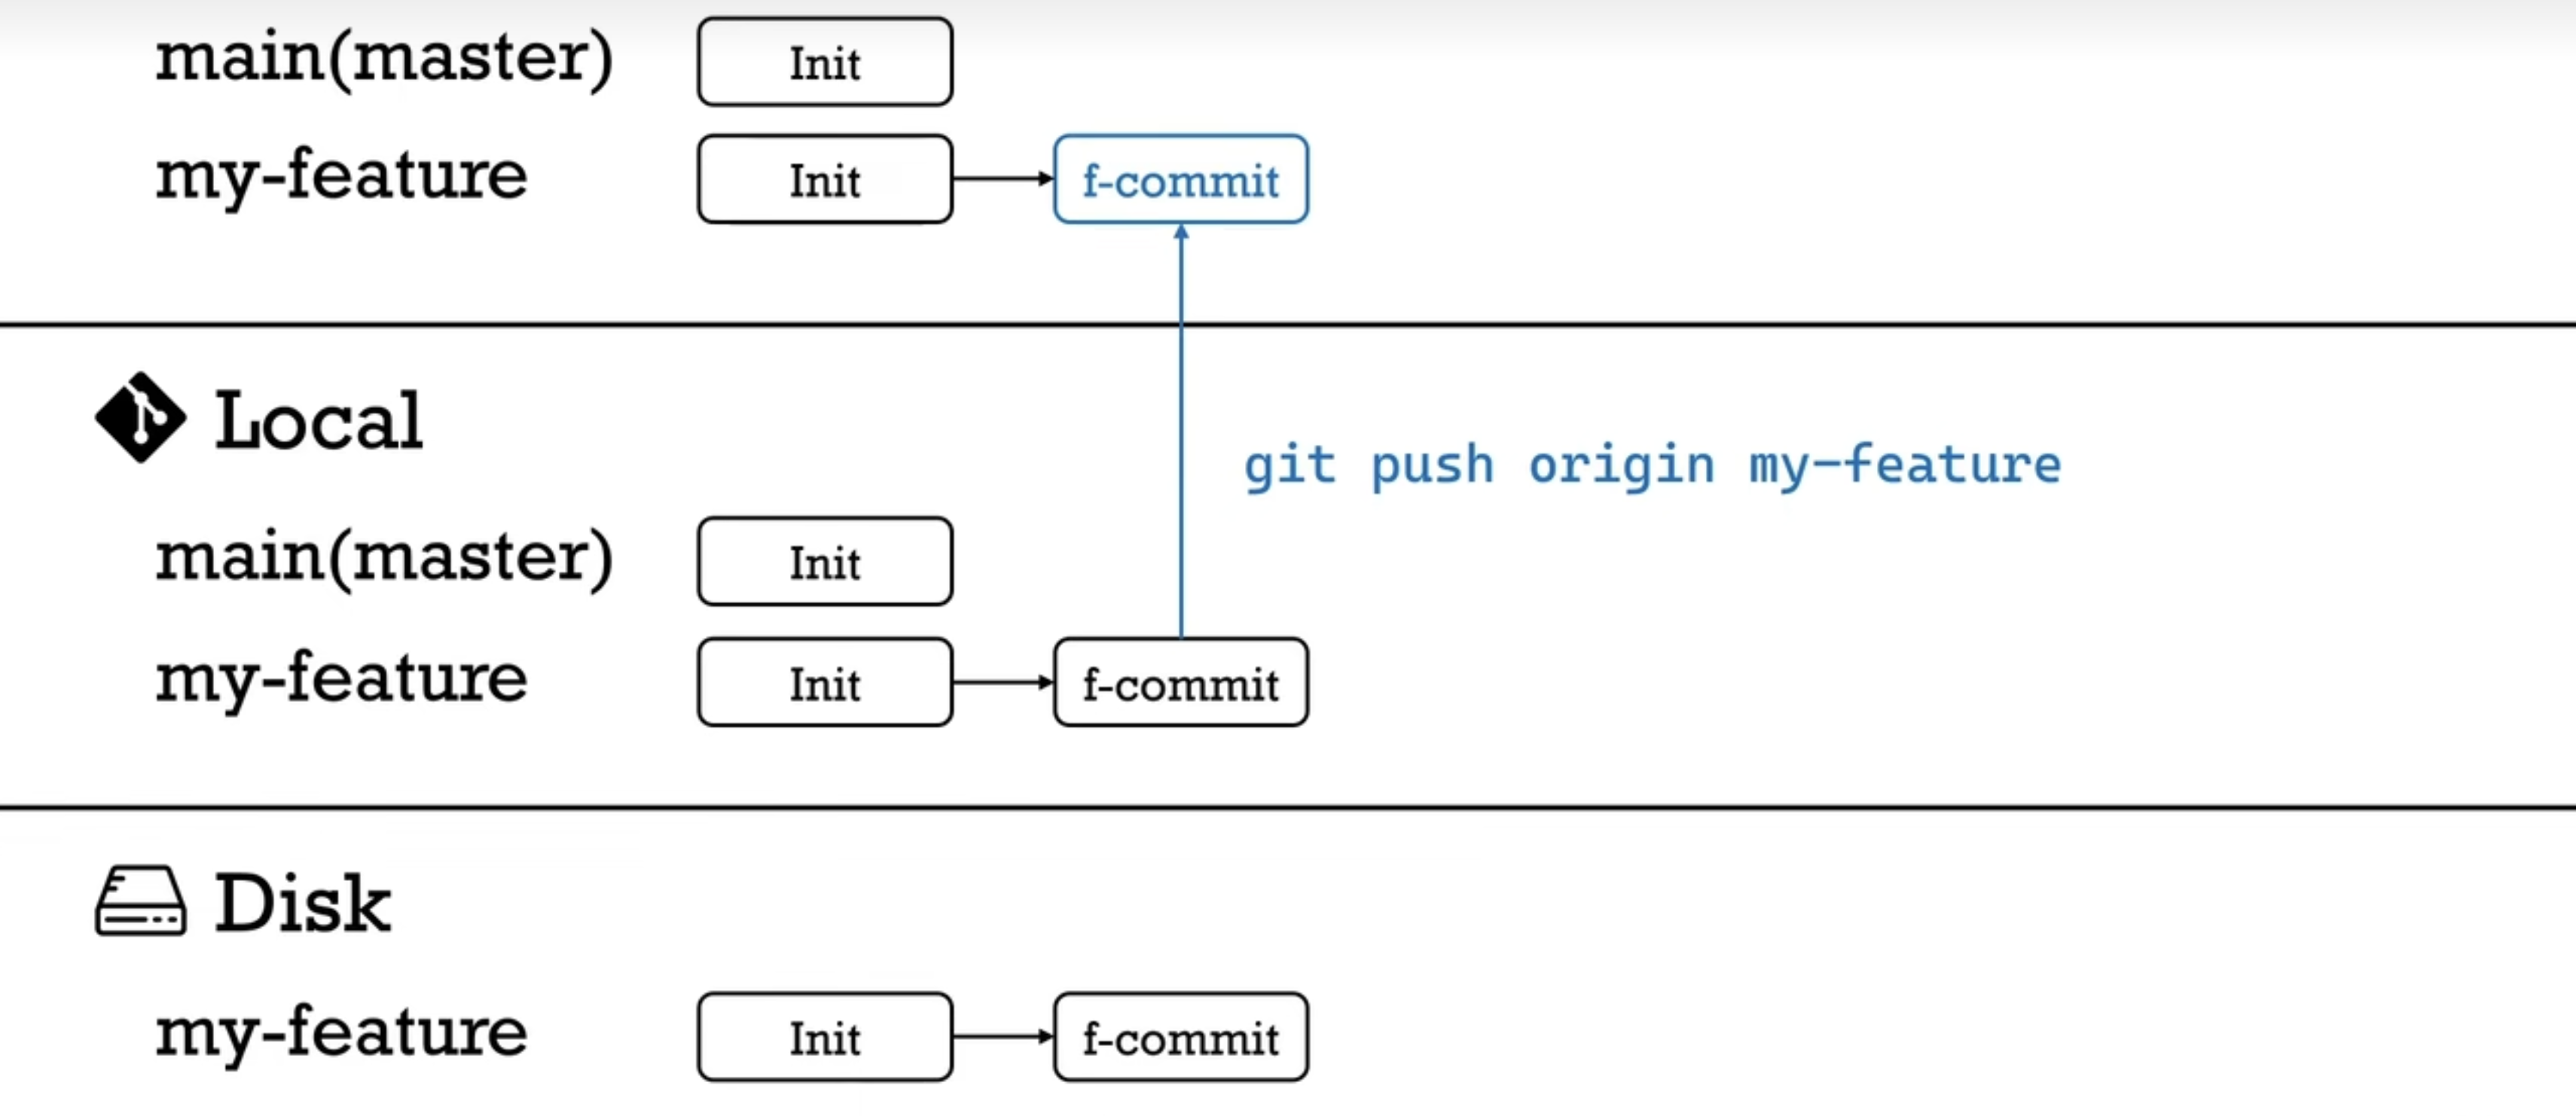 main(master) Init
my-feature Init f-commit
Local
git push origin my-feature
main(master) Init
my-feature Init f-commit
Disk
my-feature Init f-commit